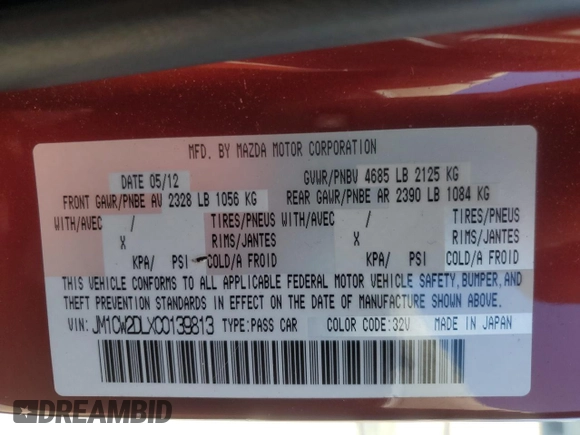 MFD. BY MAZDA MOTOR CORPORATION
DATE 05/12 GVWR/PNBV 4685 LB 2125 KG
FRONT GAWR/PNBE AV 2328 LB 1056 KG REAR GAWR/PNBE AR 2390 LB 1084 KG
WITH/AVEC / TIRES/PNEUS WITH/AVEC / TIRES/PNEUS
X RIMS/JANTES X RIMS/JANTES
KPA/ PSI COLD/A FROID KPA/ PSI COLD/A FROID
THIS VEHICLE CONFORMS TO ALL APPLICABLE FEDERAL MOTOR VEHICLE SAFETY, BUMPER, AND
THEFT PREVENTION STANDARDS IN EFFECT ON THE DATE OF MANUFACTURE SHOWN ABOVE.
VIN: JM1CW2DLXC0139813 TYPE: PASS CAR COLOR CODE: 32V MADE IN JAPAN
DREAMBID